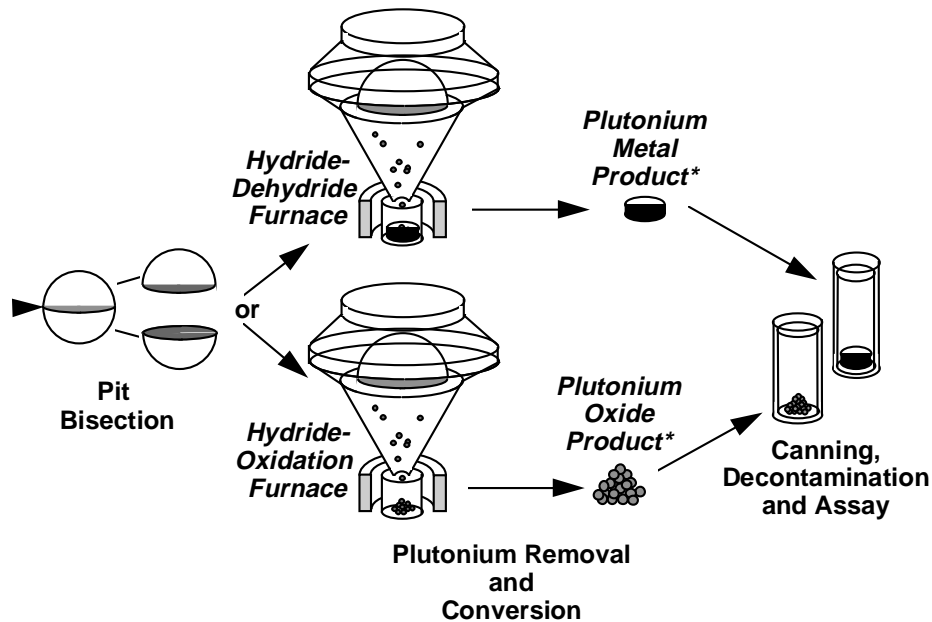 Hydride-
Dehydride
Furnace
Plutonium
Metal
Product*
or
Pit
Bisection
Hydride-
Oxidation
Furnace
Plutonium
Oxide
Product*
Canning,
Decontamination
and Assay
Plutonium Removal
and
Conversion